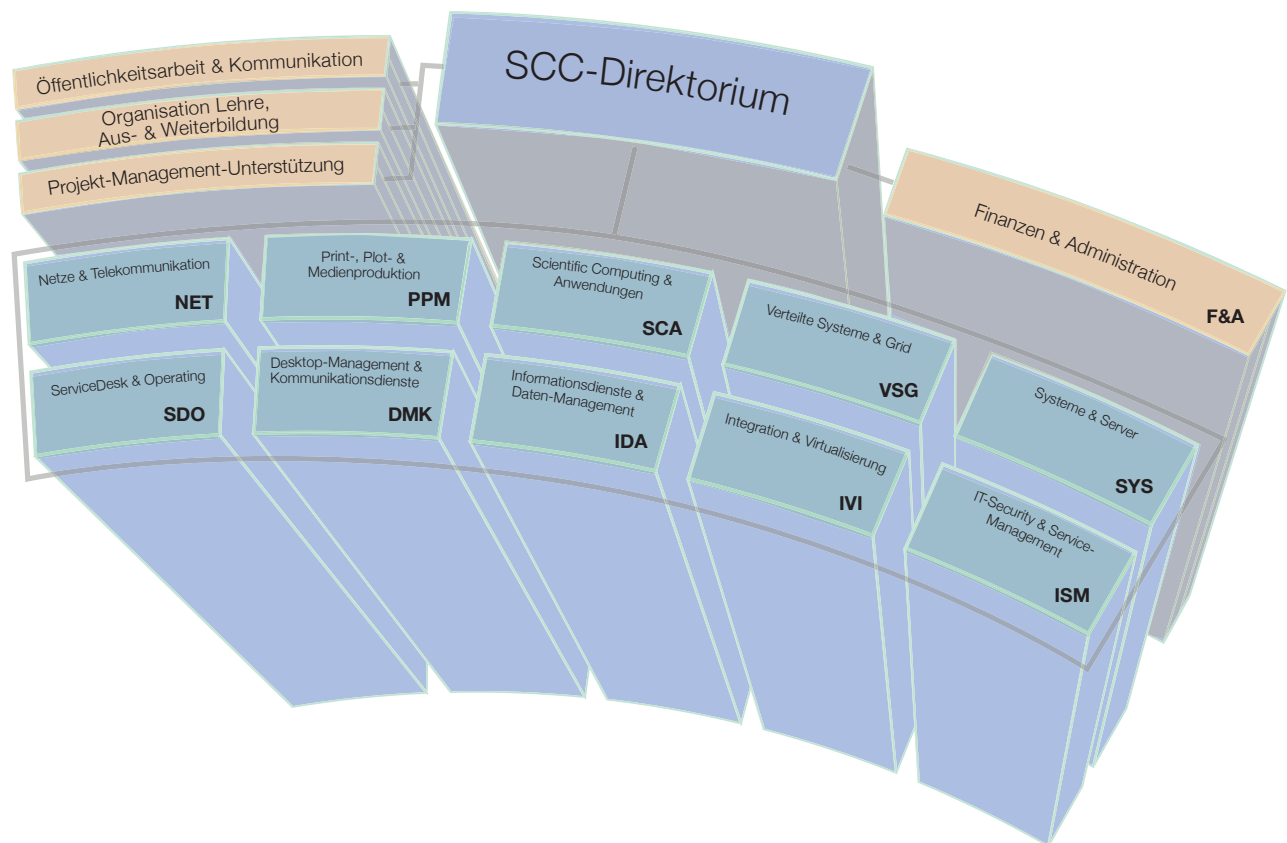 SCC-Direktorium
Öffentlichkeitsarbeit & Kommunikation
Organisation Lehre,
Aus- & Weiterbildung
Projekt-Management-Unterstützung
Finanzen & Administration
F&A
Netze & Telekommunikation
NET
Print-, Plot- &
Medienproduktion
PPM
Scientific Computing &
Anwendungen
SCA
Verteilte Systeme & Grid
VSG
Systeme & Server
SYS
ServiceDesk & Operating
SDO
Desktop-Management &
Kommunikationsdienste
DMK
Informationsdienste &
Daten-Management
IDA
Integration & Virtualisierung
IVI
IT-Security & Service-
Management
ISM